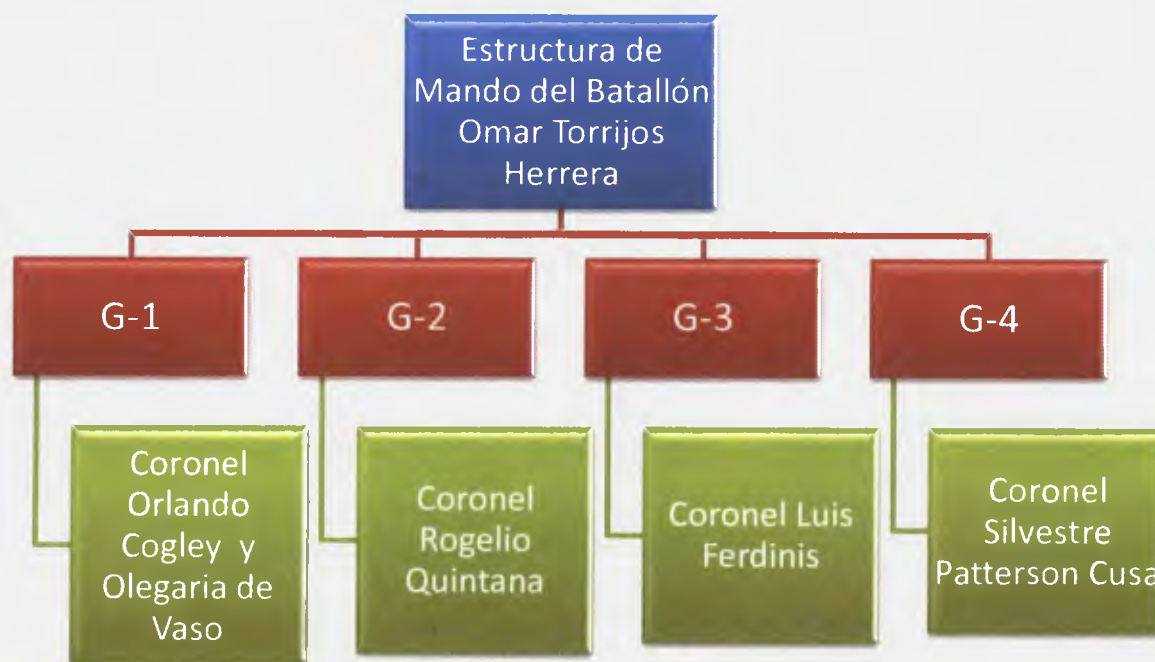 Estructura de
Mando del Batallón
Omar Torrijos
Herrera
G-1
G-2
G-3
G-4
Coronel
Orlando
Cogley y
Olegaria de
Vaso
Coronel
Rogelio
Quintana
Coronel Luis
Ferdinis
Coronel
Silvestre
Patterson Cusa